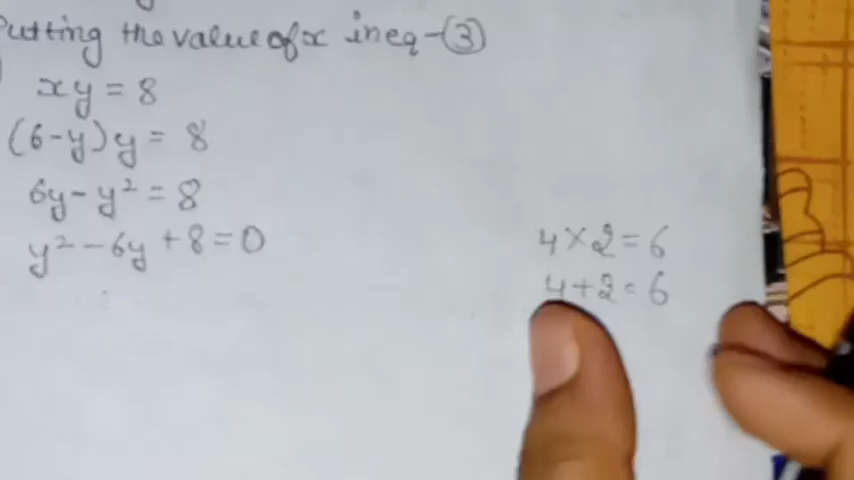 Putting the value of x in eq-③
xy = 8
(6-y)y = 8
6y - y² = 8
y² - 6y + 8 = 0
4×2=6
4+2=6